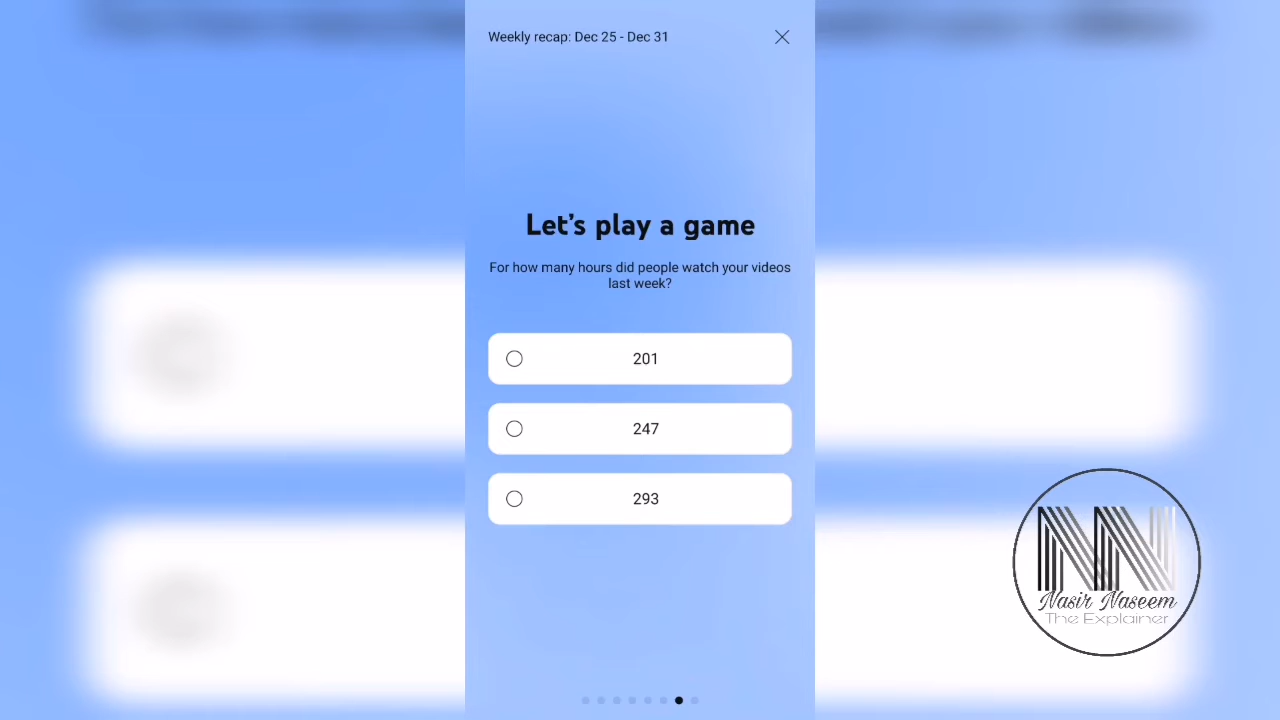 Weekly recap: Dec 25 - Dec 31
Let's play a game
For how many hours did people watch your videos
last week?
201
247
293
NN
Nasir Naseem
The Explainer